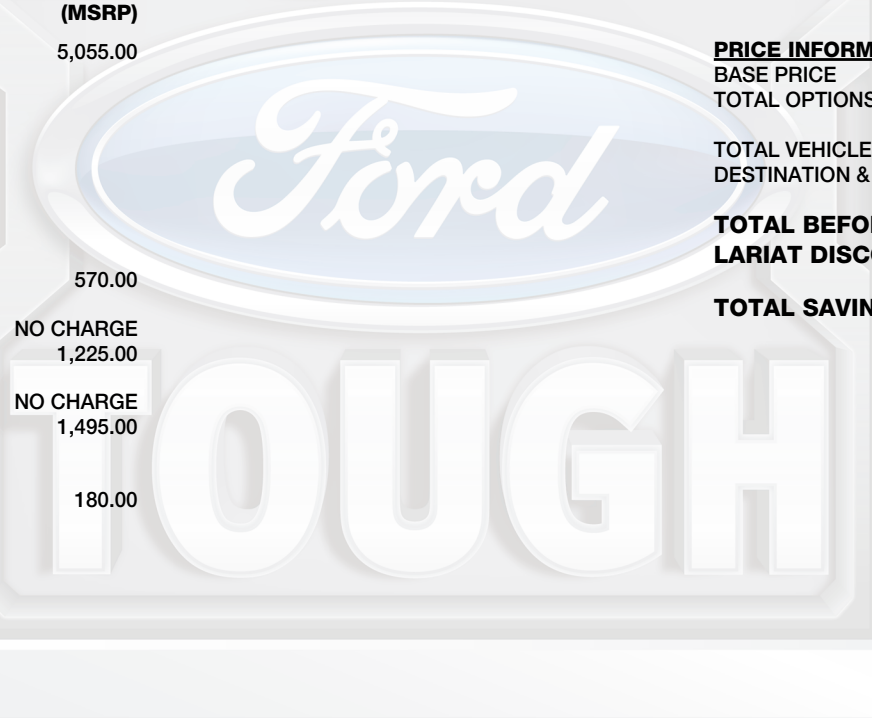 (MSRP)
5,055.00
570.00
NO CHARGE
1,225.00
NO CHARGE
1,495.00
180.00
PRICE INFORM
BASE PRICE
TOTAL OPTIONS
TOTAL VEHICLE
DESTINATION &
TOTAL BEFO
LARIAT DISC
TOTAL SAVIN
Ford
TOUGH